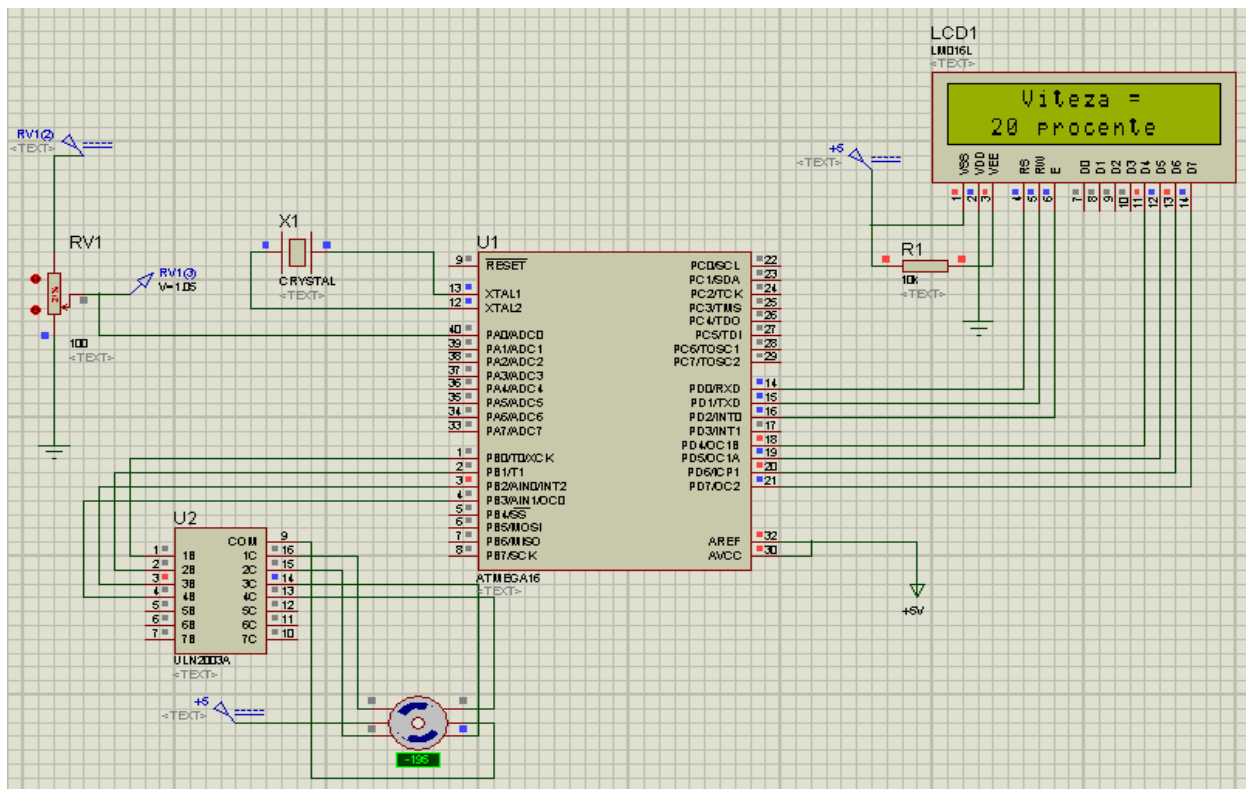 LCD1
LM016L
<TEXT>
Viteza =
20 procente
VSS VDD VEE RS RW E D0 D1 D2 D3 D4 D5 D6 D7
1 2 3 4 5 6 7 8 9 10 11 12 13 14
+5
<TEXT>
R1
10k
<TEXT>
RV1(2)
<TEXT>
RV1
RV1(3)
V=1.05
21%
100
<TEXT>
X1
CRYSTAL
<TEXT>
U1
9 RESET
13 XTAL1
12 XTAL2
40 PA0/ADC0
39 PA1/ADC1
38 PA2/ADC2
37 PA3/ADC3
36 PA4/ADC4
35 PA5/ADC5
34 PA6/ADC6
33 PA7/ADC7
1 PB0/T0/XCK
2 PB1/T1
3 PB2/AIN0/INT2
4 PB3/AIN1/OC0
5 PB4/SS
6 PB5/MOSI
7 PB6/MISO
8 PB7/SCK
PC0/SCL 22
PC1/SDA 23
PC2/TCK 24
PC3/TMS 25
PC4/TDO 26
PC5/TDI 27
PC6/TOSC1 28
PC7/TOSC2 29
PD0/RXD 14
PD1/TXD 15
PD2/INT0 16
PD3/INT1 17
PD4/OC1B 18
PD5/OC1A 19
PD6/ICP1 20
PD7/OC2 21
AREF 32
AVCC 30
ATMEGA16
<TEXT>
+5V
U2
COM 9
1 1B 1C 16
2 2B 2C 15
3 3B 3C 14
4 4B 4C 13
5 5B 5C 12
6 6B 6C 11
7 7B 7C 10
ULN2003A
<TEXT>
+5
<TEXT>
-195